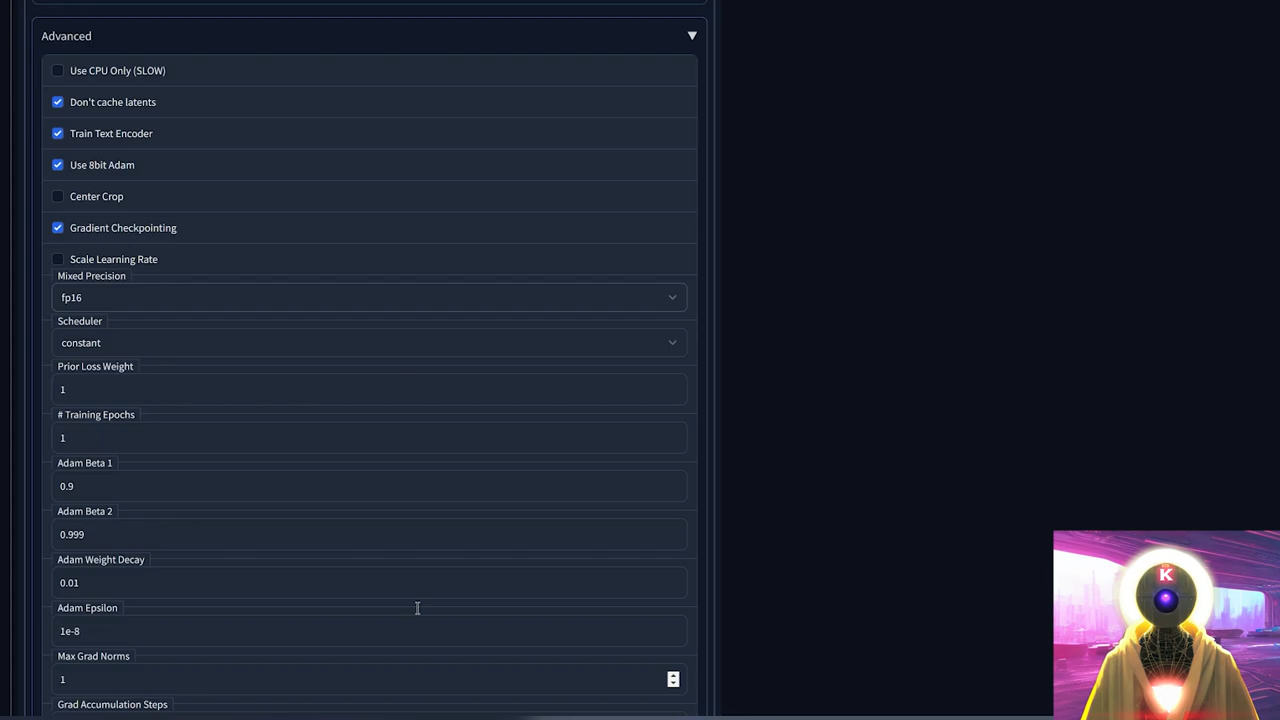 Advanced
Use CPU Only (SLOW)
Don't cache latents
Train Text Encoder
Use 8bit Adam
Center Crop
Gradient Checkpointing
Scale Learning Rate
Mixed Precision
fp16
Scheduler
constant
Prior Loss Weight
1
# Training Epochs
1
Adam Beta 1
0.9
Adam Beta 2
0.999
Adam Weight Decay
0.01
Adam Epsilon
1e-8
Max Grad Norms
1
Grad Accumulation Steps
K